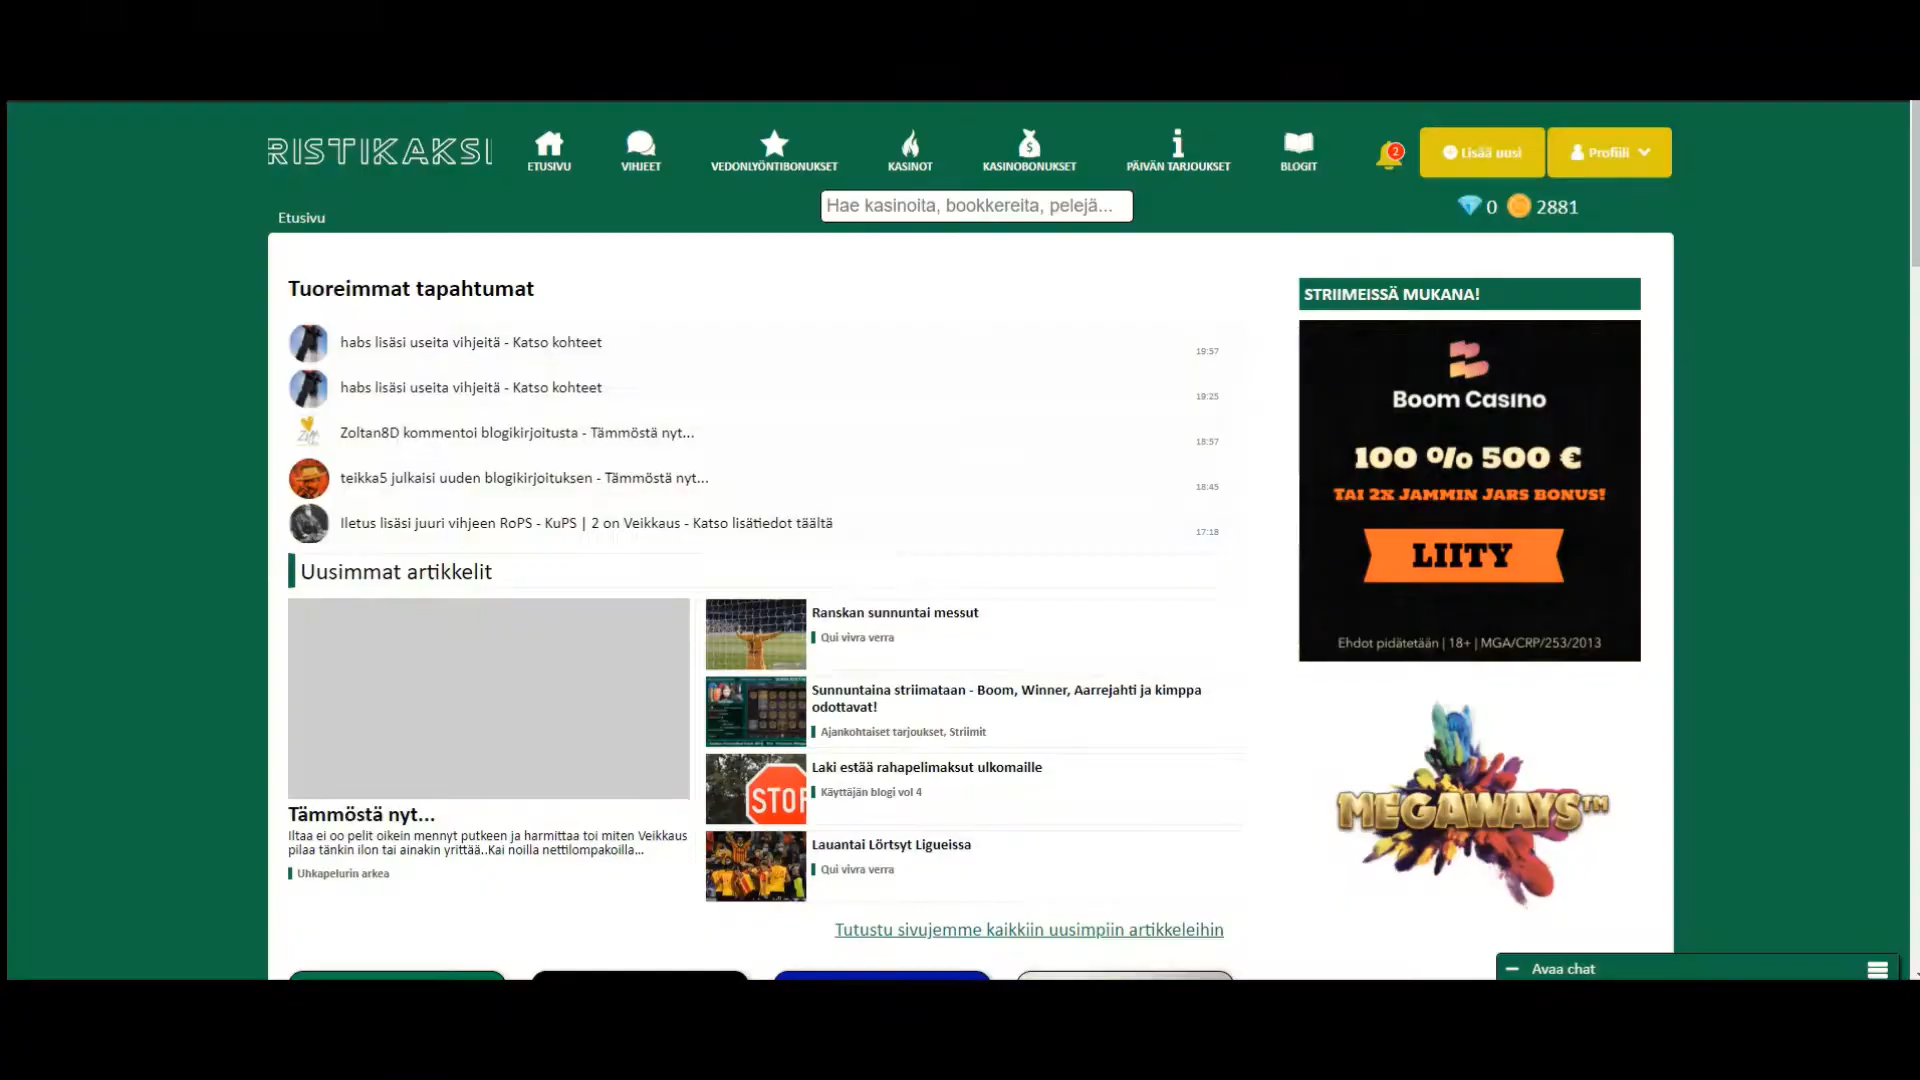 RISTIKAKSI
ETUSIVU
VIHJEET
VEDONLYÖNTIBONUKSET
KASINOT
KASINOBONUKSET
PÄIVÄN TARJOUKSET
BLOGIT
2
Lisää uusi
Profiili
Hae kasinoita, bookkereita, pelejä...
0
2881
Etusivu
Tuoreimmat tapahtumat
habs lisäsi useita vihjeitä - Katso kohteet
19:57
habs lisäsi useita vihjeitä - Katso kohteet
19:25
Zoltan8D kommentoi blogikirjoitusta - Tämmöstä nyt...
18:57
teikka5 julkaisi uuden blogikirjoituksen - Tämmöstä nyt...
18:45
Iletus lisäsi juuri vihjeen RoPS - KuPS | 2 on Veikkaus - Katso lisätiedot täältä
17:18
Uusimmat artikkelit
Tämmöstä nyt...
Iltaa ei oo pelit oikein mennyt putkeen ja harmittaa toi miten Veikkaus
pilaa tänkin ilon tai ainakin yrittää..Kai noilla nettilompakoilla...
Uhkapelurin arkea
Ranskan sunnuntai messut
Qui vivra verra
Sunnuntaina striimataan - Boom, Winner, Aarrejahti ja kimppa
odottavat!
Ajankohtaiset tarjoukset, Striimit
STOP
Laki estää rahapelimaksut ulkomaille
Käyttäjän blogi vol 4
Lauantai Lörtsyt Ligueissa
Qui vivra verra
Tutustu sivujemme kaikkiin uusimpiin artikkeleihin
STRIIMEISSÄ MUKANA!
Boom Casino
100 % 500 €
TAI 2X JAMMIN JARS BONUS!
LIITY
Ehdot pidätetään | 18+ | MGA/CRP/253/2013
MEGAWAYS™
Avaa chat